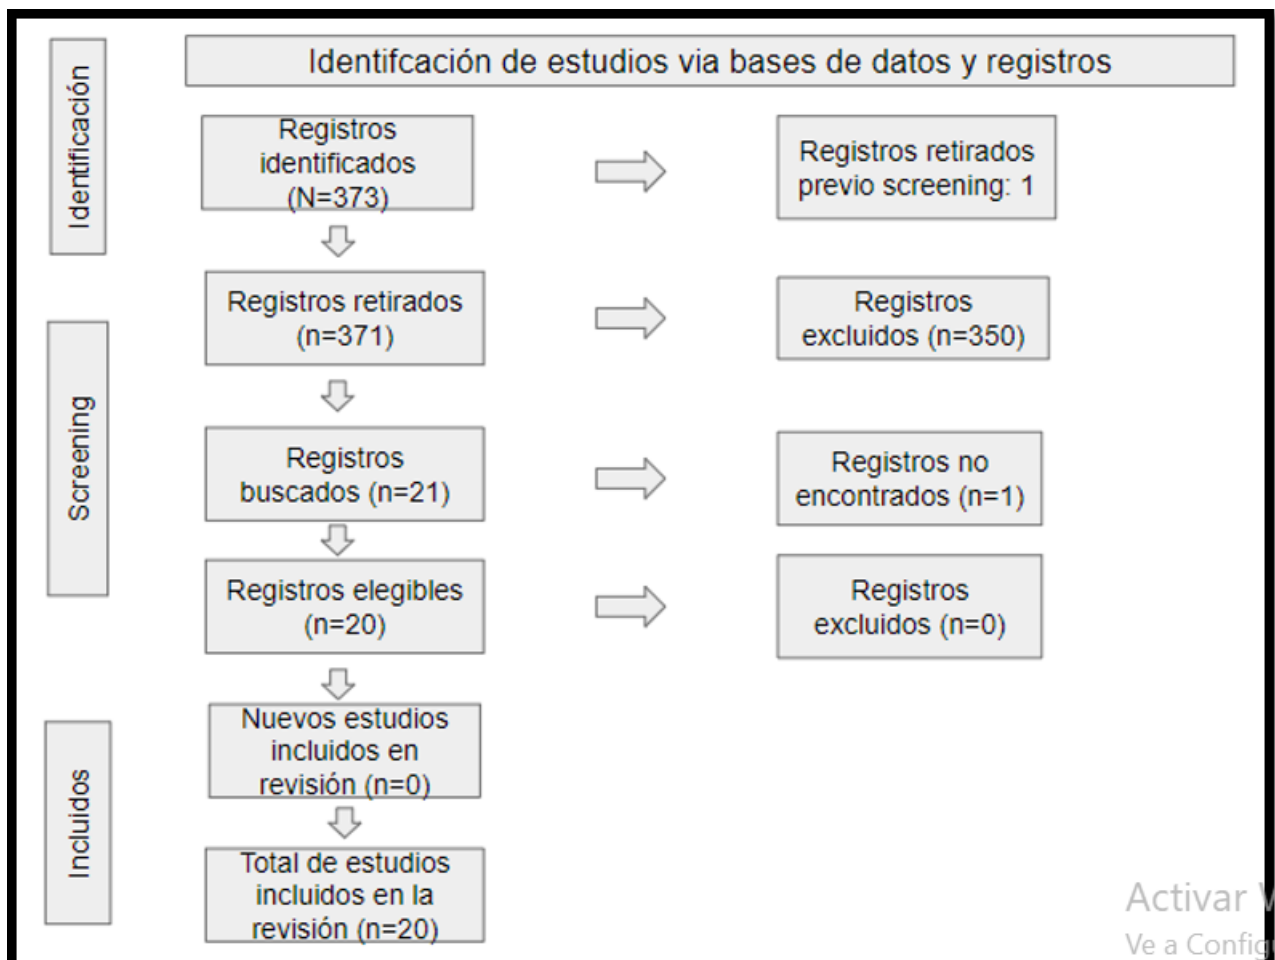 Identifcación de estudios via bases de datos y registros
Identificación
Registros
identificados
(N=373)
Registros retirados
previo screening: 1
Screening
Registros retirados
(n=371)
Registros
excluidos (n=350)
Registros
buscados (n=21)
Registros no
encontrados (n=1)
Registros elegibles
(n=20)
Registros
excluidos (n=0)
Incluidos
Nuevos estudios
incluidos en
revisión (n=0)
Total de estudios
incluidos en la
revisión (n=20)
Activar
Ve a